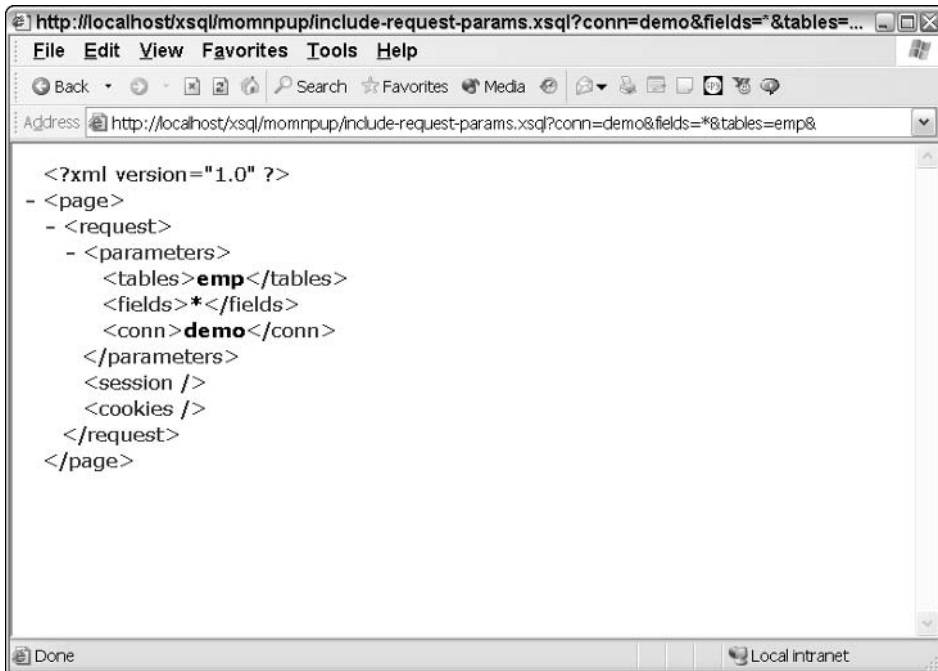 http://localhost/xsql/momnpup/include-request-params.xsql?conn=demo&fields=*&tables=...
File Edit View Favorites Tools Help
Back Search Favorites Media
Address http://localhost/xsql/momnpup/include-request-params.xsql?conn=demo&fields=*&tables=emp&
<?xml version="1.0" ?>
- <page>
- <request>
- <parameters>
<tables>emp</tables>
<fields>*</fields>
<conn>demo</conn>
</parameters>
<session />
<cookies />
</request>
</page>
Done Local intranet